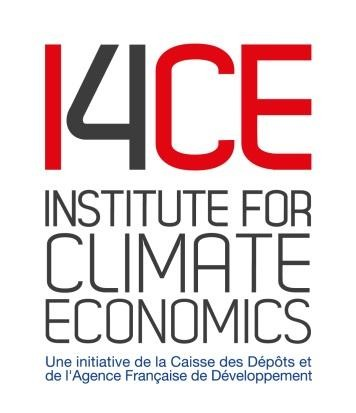 I4CE
INSTITUTE FOR
CLIMATE
ECONOMICS
Une initiative de la Caisse des Dépôts et
de l'Agence Française de Développement